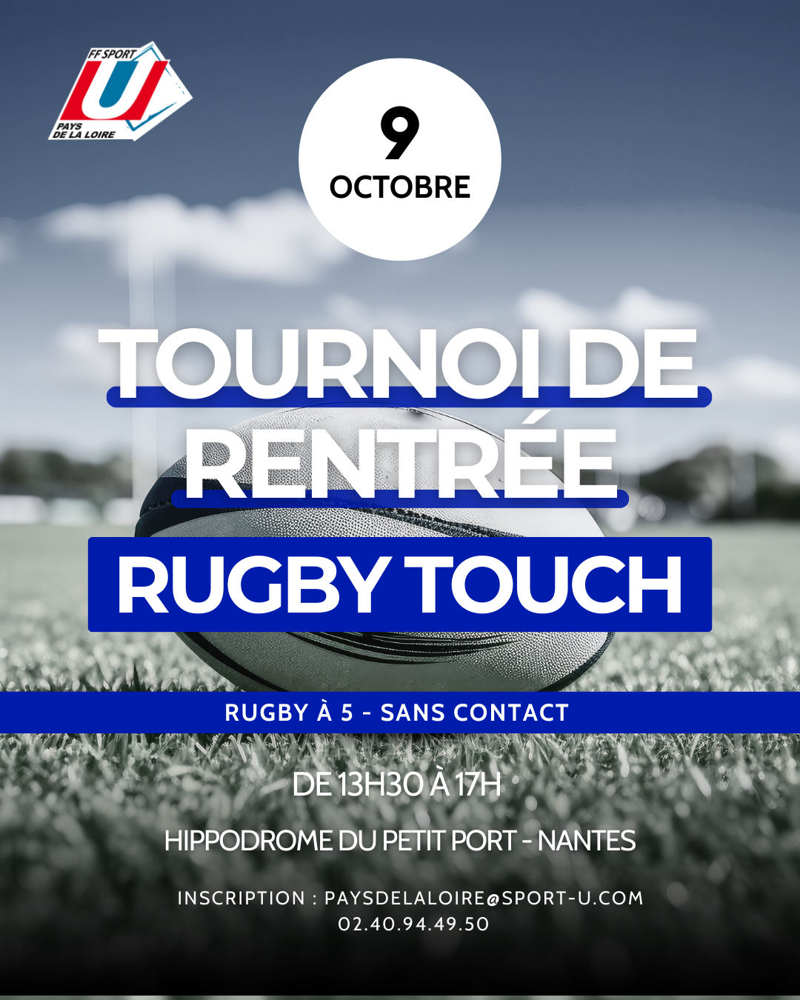 FF SPORT
U
PAYS
DE LA LOIRE
9
OCTOBRE
TOURNOI DE
RENTRÉE
RUGBY TOUCH
RUGBY À 5 - SANS CONTACT
DE 13H30 À 17H
HIPPODROME DU PETIT PORT - NANTES
INSCRIPTION : PAYSDELALOIRE@SPORT-U.COM
02.40.94.49.50